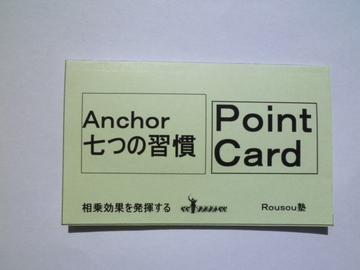 Anchor
七つの習慣
Point
Card
相乗効果を発揮する
Rousou塾